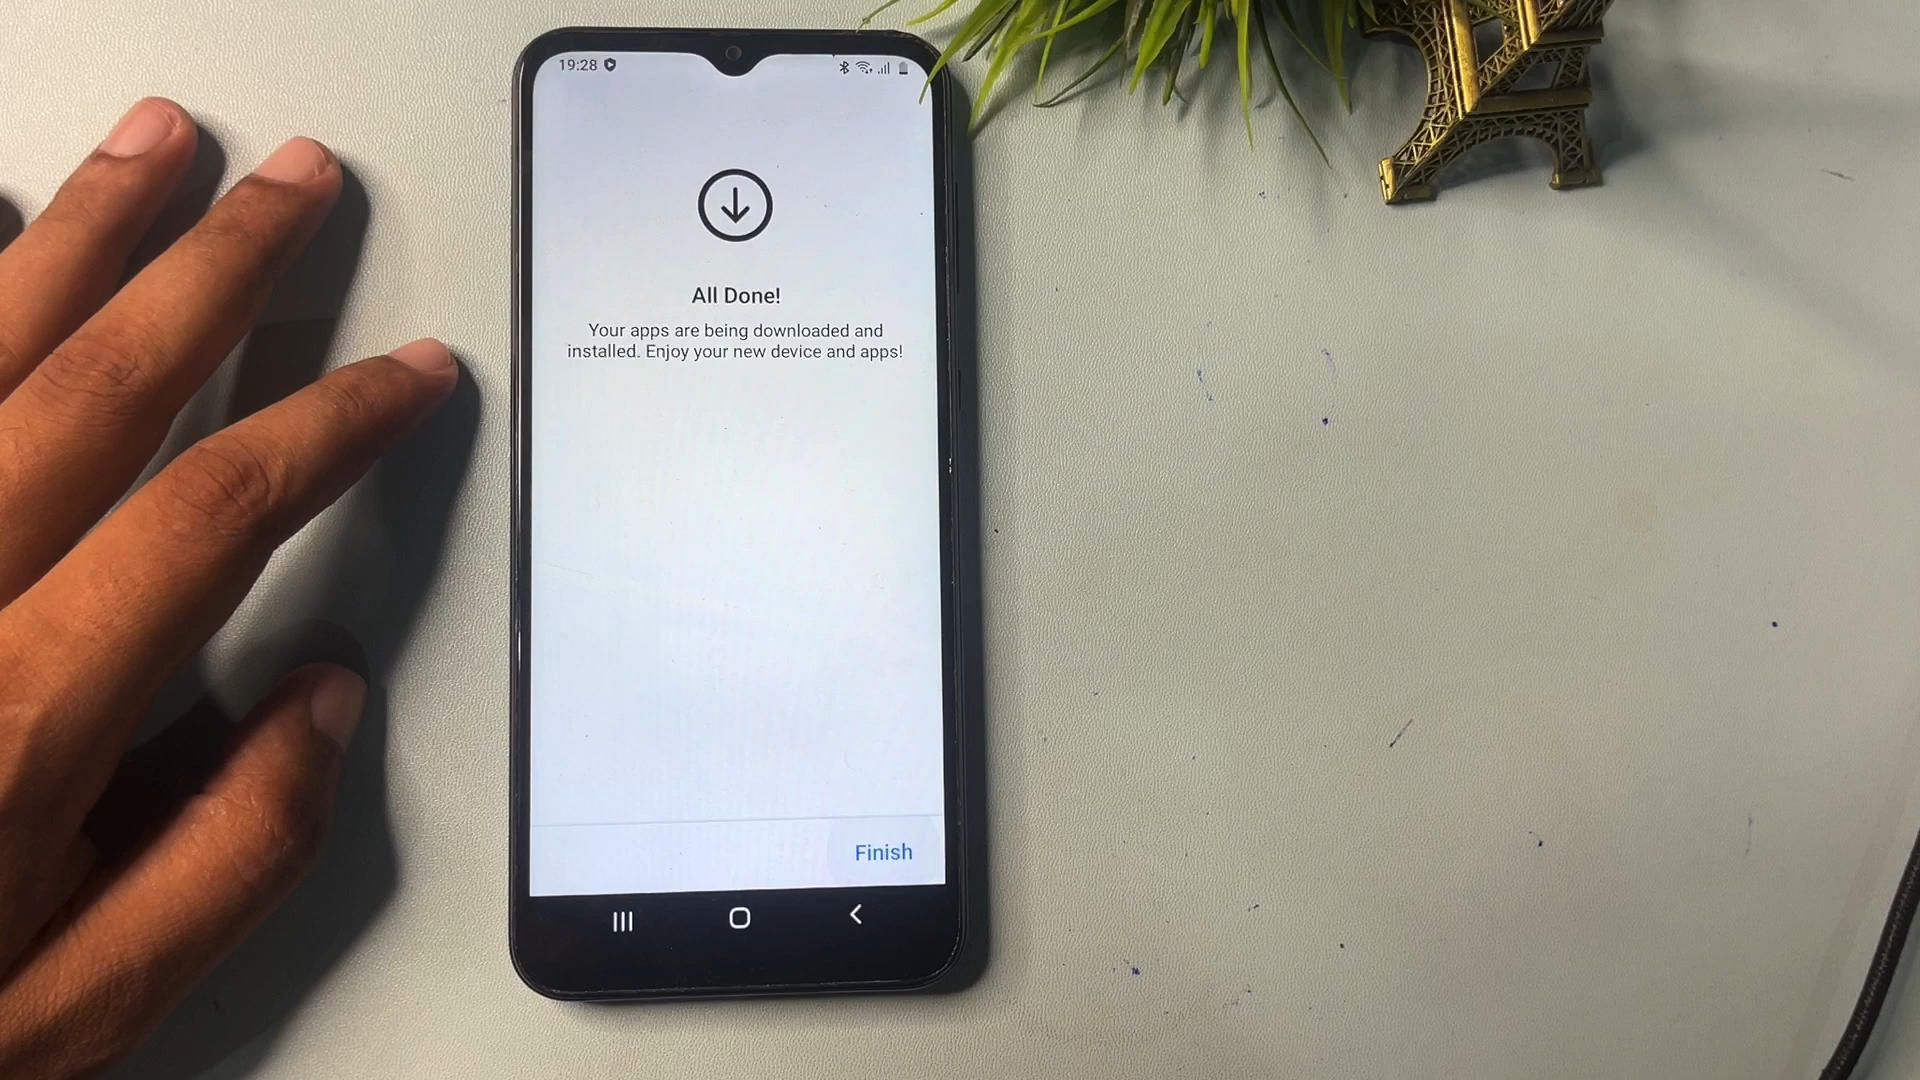 19:28
All Done!
Your apps are being downloaded and
installed. Enjoy your new device and apps!
Finish